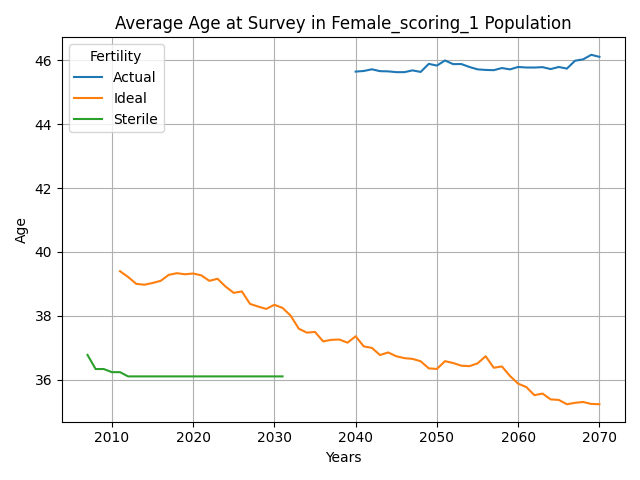 Average Age at Survey in Female_scoring_1 Population
Fertility
Actual
Ideal
Sterile
46
44
42
40
38
36
Age
2010 2020 2030 2040 2050 2060 2070
Years